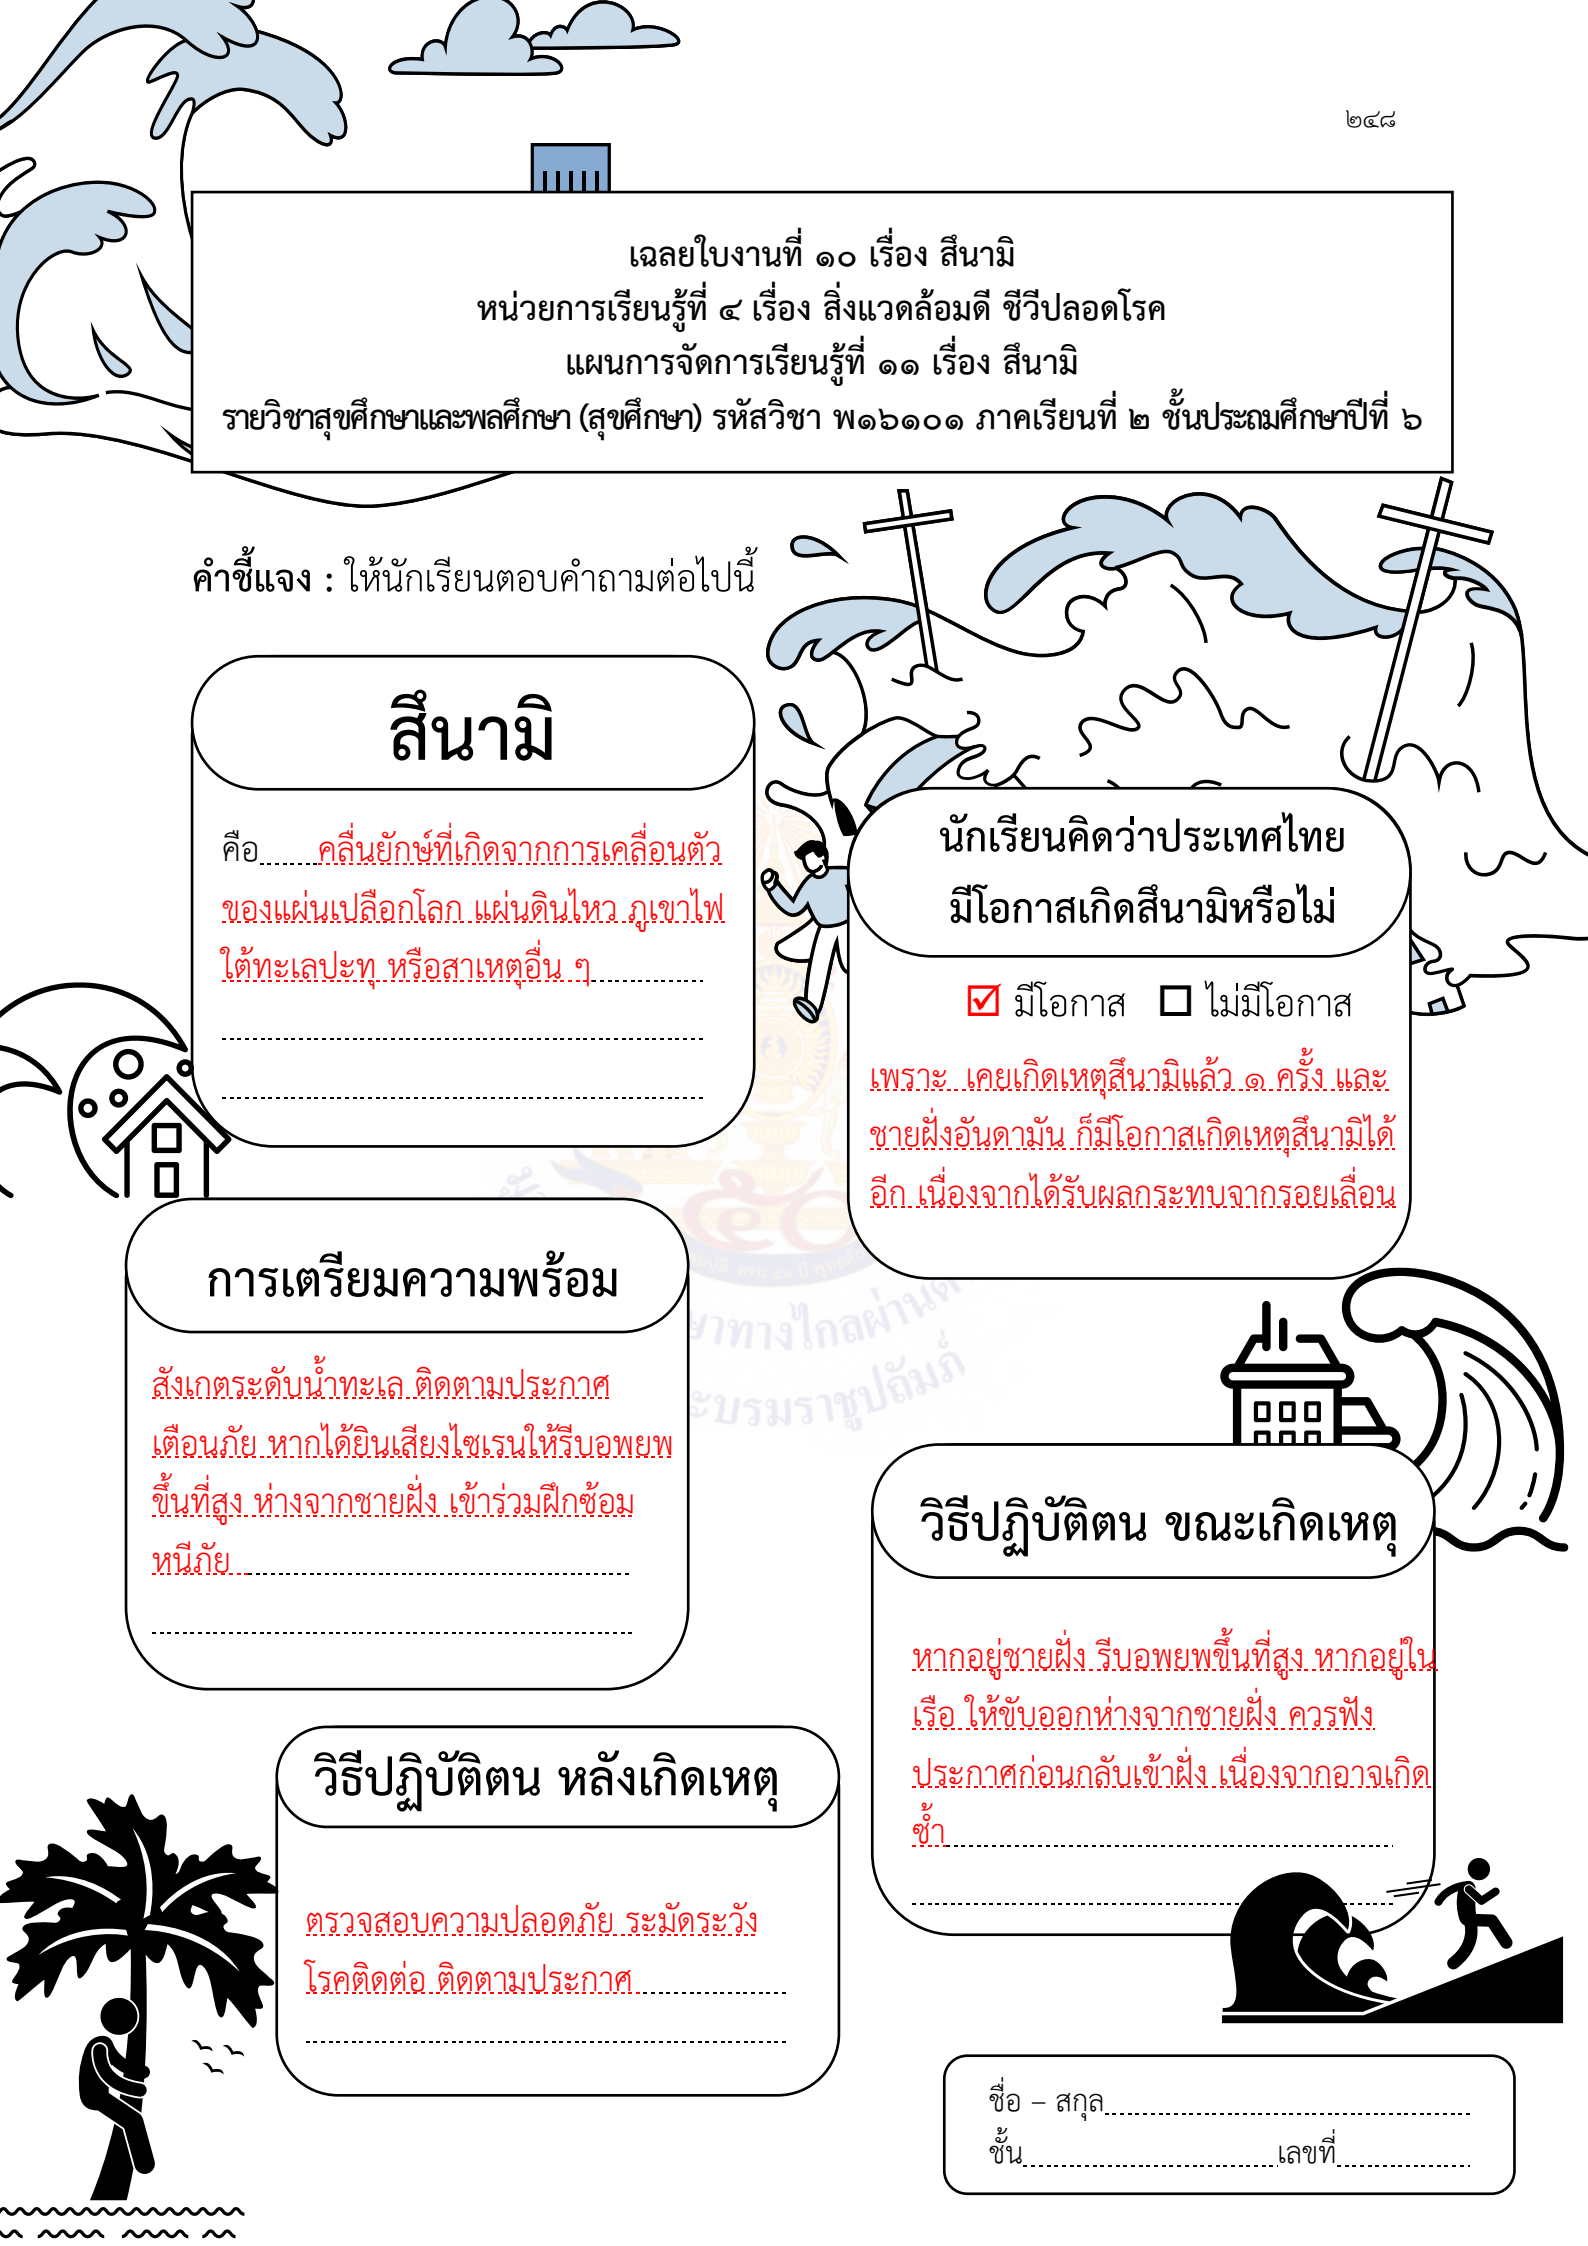 ๒๔๘
เฉลยใบงานที่ ๑๐ เรื่อง สึนามิ
หน่วยการเรียนรู้ที่ ๔ เรื่อง สิ่งแวดล้อมดี ชีวีปลอดโรค
แผนการจัดการเรียนรู้ที่ ๑๑ เรื่อง สึนามิ
รายวิชาสุขศึกษาและพลศึกษา (สุขศึกษา) รหัสวิชา พ๑๖๑๐๑ ภาคเรียนที่ ๒ ชั้นประถมศึกษาปีที่ ๖
คำชี้แจง : ให้นักเรียนตอบคำถามต่อไปนี้
สึนามิ
คือ คลื่นยักษ์ที่เกิดจากการเคลื่อนตัว
ของแผ่นเปลือกโลก แผ่นดินไหว ภูเขาไฟ
ใต้ทะเลปะทุ หรือสาเหตุอื่น ๆ
นักเรียนคิดว่าประเทศไทย
มีโอกาสเกิดสึนามิหรือไม่
☑ มีโอกาส ☐ ไม่มีโอกาส
เพราะ เคยเกิดเหตุสึนามิแล้ว ๑ ครั้ง และ
ชายฝั่งอันดามัน ก็มีโอกาสเกิดเหตุสึนามิได้
อีก เนื่องจากได้รับผลกระทบจากรอยเลื่อน
การเตรียมความพร้อม
สังเกตระดับน้ำทะเล ติดตามประกาศ
เตือนภัย หากได้ยินเสียงไซเรนให้รีบอพยพ
ขึ้นที่สูง ห่างจากชายฝั่ง เข้าร่วมฝึกซ้อม
หนีภัย
วิธีปฏิบัติตน ขณะเกิดเหตุ
หากอยู่ชายฝั่ง รีบอพยพขึ้นที่สูง หากอยู่ใน
เรือ ให้ขับออกห่างจากชายฝั่ง ควรฟัง
ประกาศก่อนกลับเข้าฝั่ง เนื่องจากอาจเกิด
ซ้ำ
วิธีปฏิบัติตน หลังเกิดเหตุ
ตรวจสอบความปลอดภัย ระมัดระวัง
โรคติดต่อ ติดตามประกาศ
ชื่อ – สกุล
ชั้น เลขที่